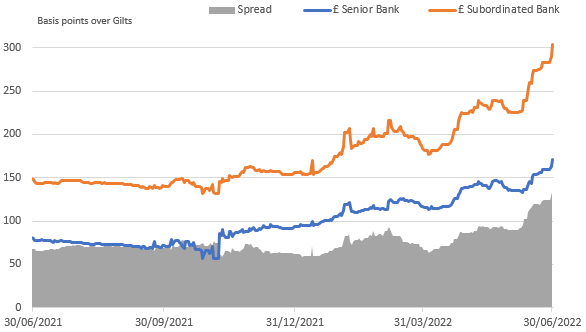 Spread £ Senior Bank £ Subordinated Bank
Basis points over Gilts
300
250
200
150
100
50
0
30/06/2021 30/09/2021 31/12/2021 31/03/2022 30/06/2022